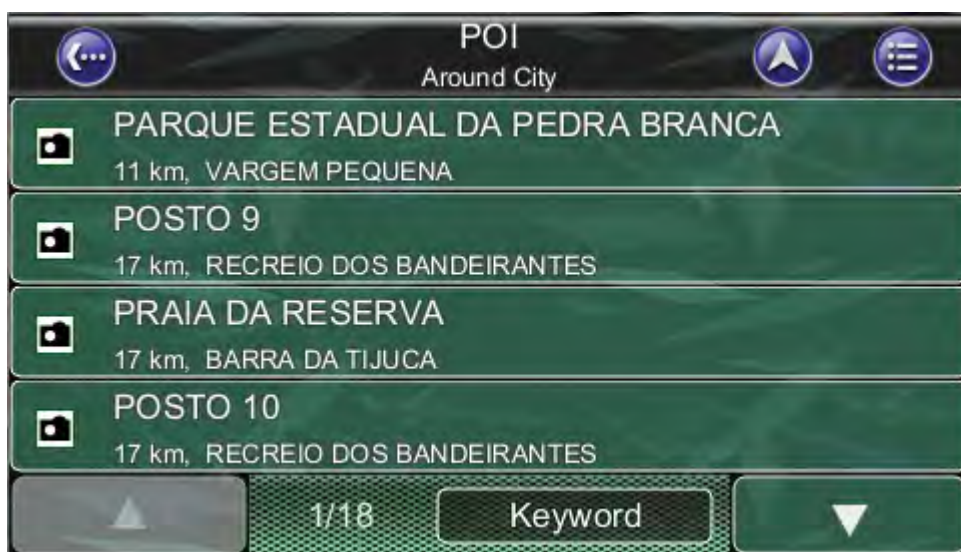 POI
Around City
PARQUE ESTADUAL DA PEDRA BRANCA
11 km, VARGEM PEQUENA
POSTO 9
17 km, RECREIO DOS BANDEIRANTES
PRAIA DA RESERVA
17 km, BARRA DA TIJUCA
POSTO 10
17 km, RECREIO DOS BANDEIRANTES
1/18 Keyword